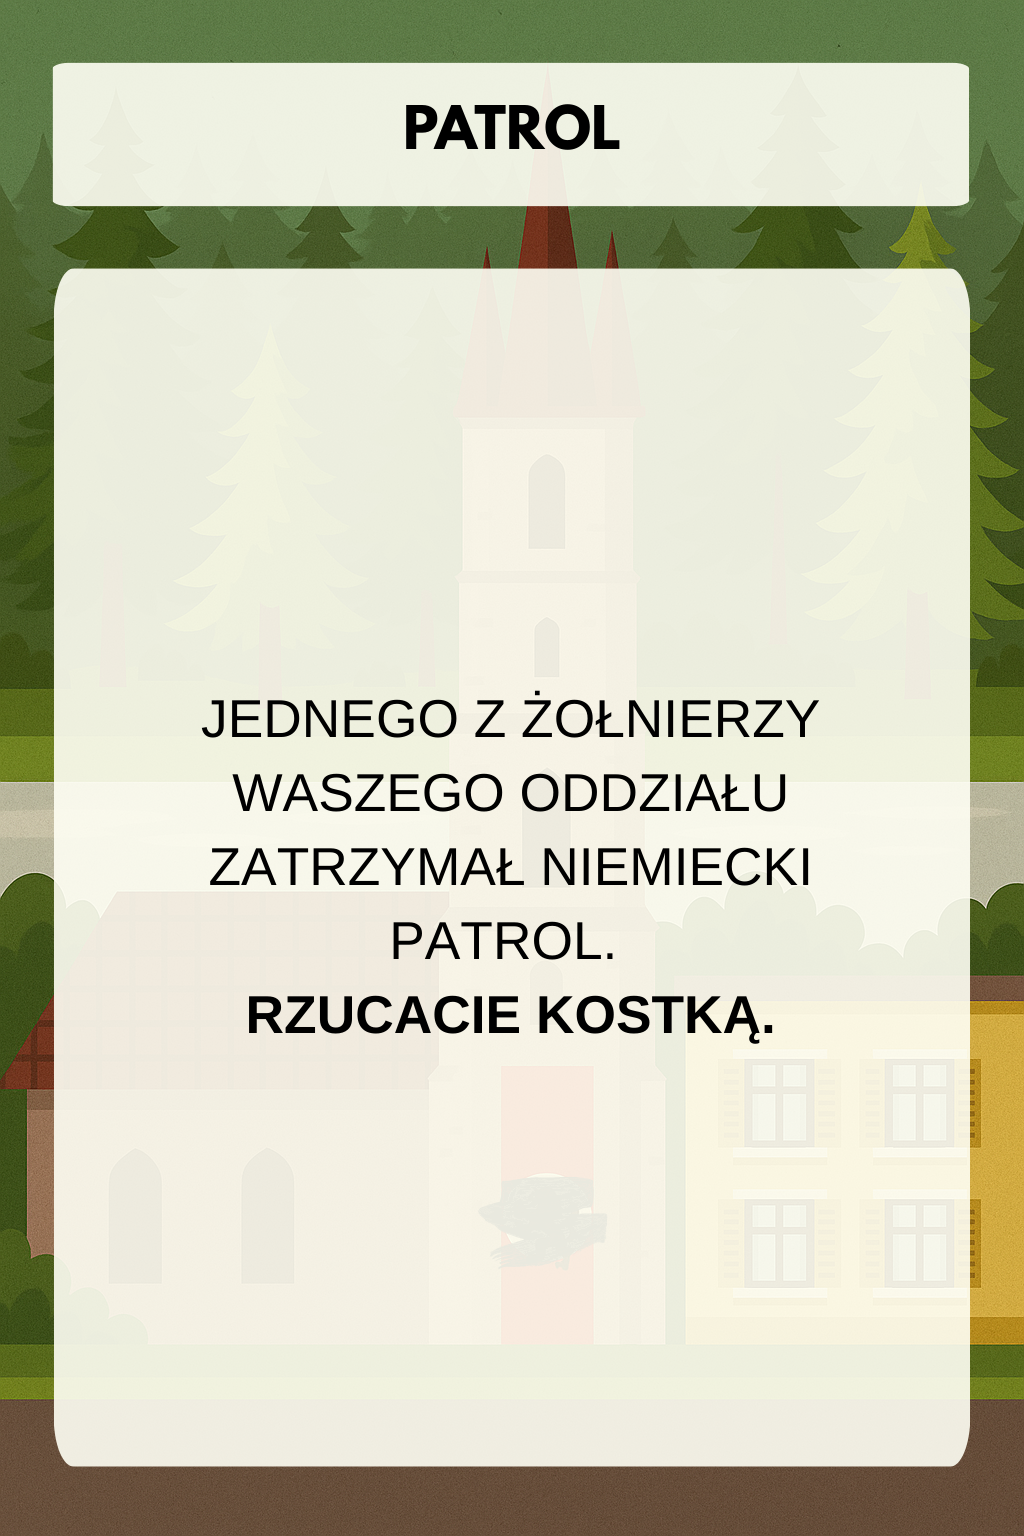 PATROL
JEDNEGO Z ŻOŁNIERZY
WASZEGO ODDZIAŁU
ZATRZYMAŁ NIEMIECKI
PATROL.
RZUCACIE KOSTKĄ.